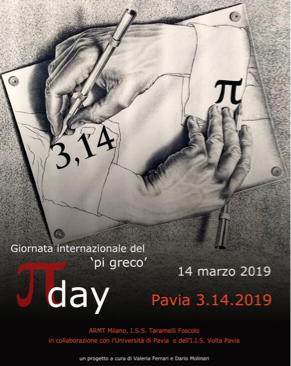 π
3,14
Giornata internazionale del
'pi greco'
π day
14 marzo 2019
Pavia 3.14.2019
ARMT Milano, I.S.S. Taramelli Foscolo
in collaborazione con l'Università di Pavia e dell'I.I.S. Volta Pavia
un progetto a cura di Valeria Ferrari e Dario Molinari